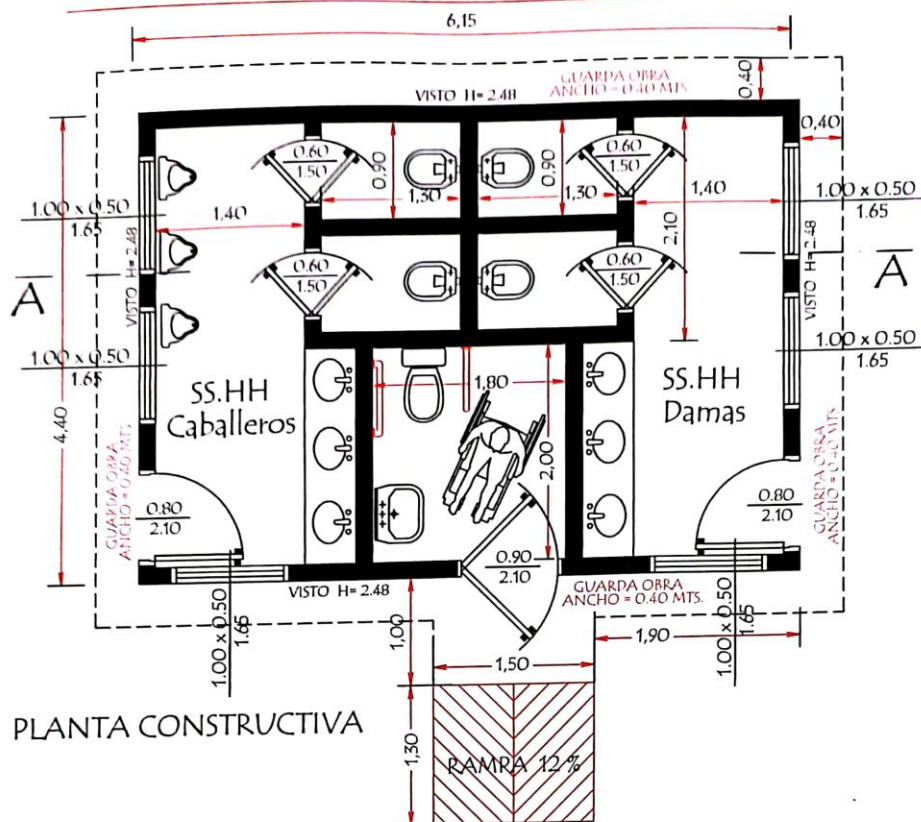 6,15
VISTO H= 2.48
GUARDA OBRA
ANCHO = 0.40 MTS
0,40
0,40
0.60
1.50
0,90
1,30
0,90
1,30
0.60
1.50
1,40
1,40
2,10
1.00 x 0.50
1.65
1.00 x 0.50
1.65
VISTO H= 2.48
VISTO H= 2.48
A
A
0.60
1.50
0.60
1.50
1.00 x 0.50
1.65
1.00 x 0.50
1.65
4,40
SS.HH
Caballeros
1,80
2,00
SS.HH
Damas
GUARDA OBRA
ANCHO = 0.40 MTS
GUARDA OBRA
ANCHO = 0.40 MTS
0.80
2.10
0.90
2.10
0.80
2.10
VISTO H= 2.48
GUARDA OBRA
ANCHO = 0.40 MTS.
1.00 x 0.50
1.65
1.00 x 0.50
1.65
1,00
1,50
1,90
PLANTA CONSTRUCTIVA
1,30
RAMPA 12 %